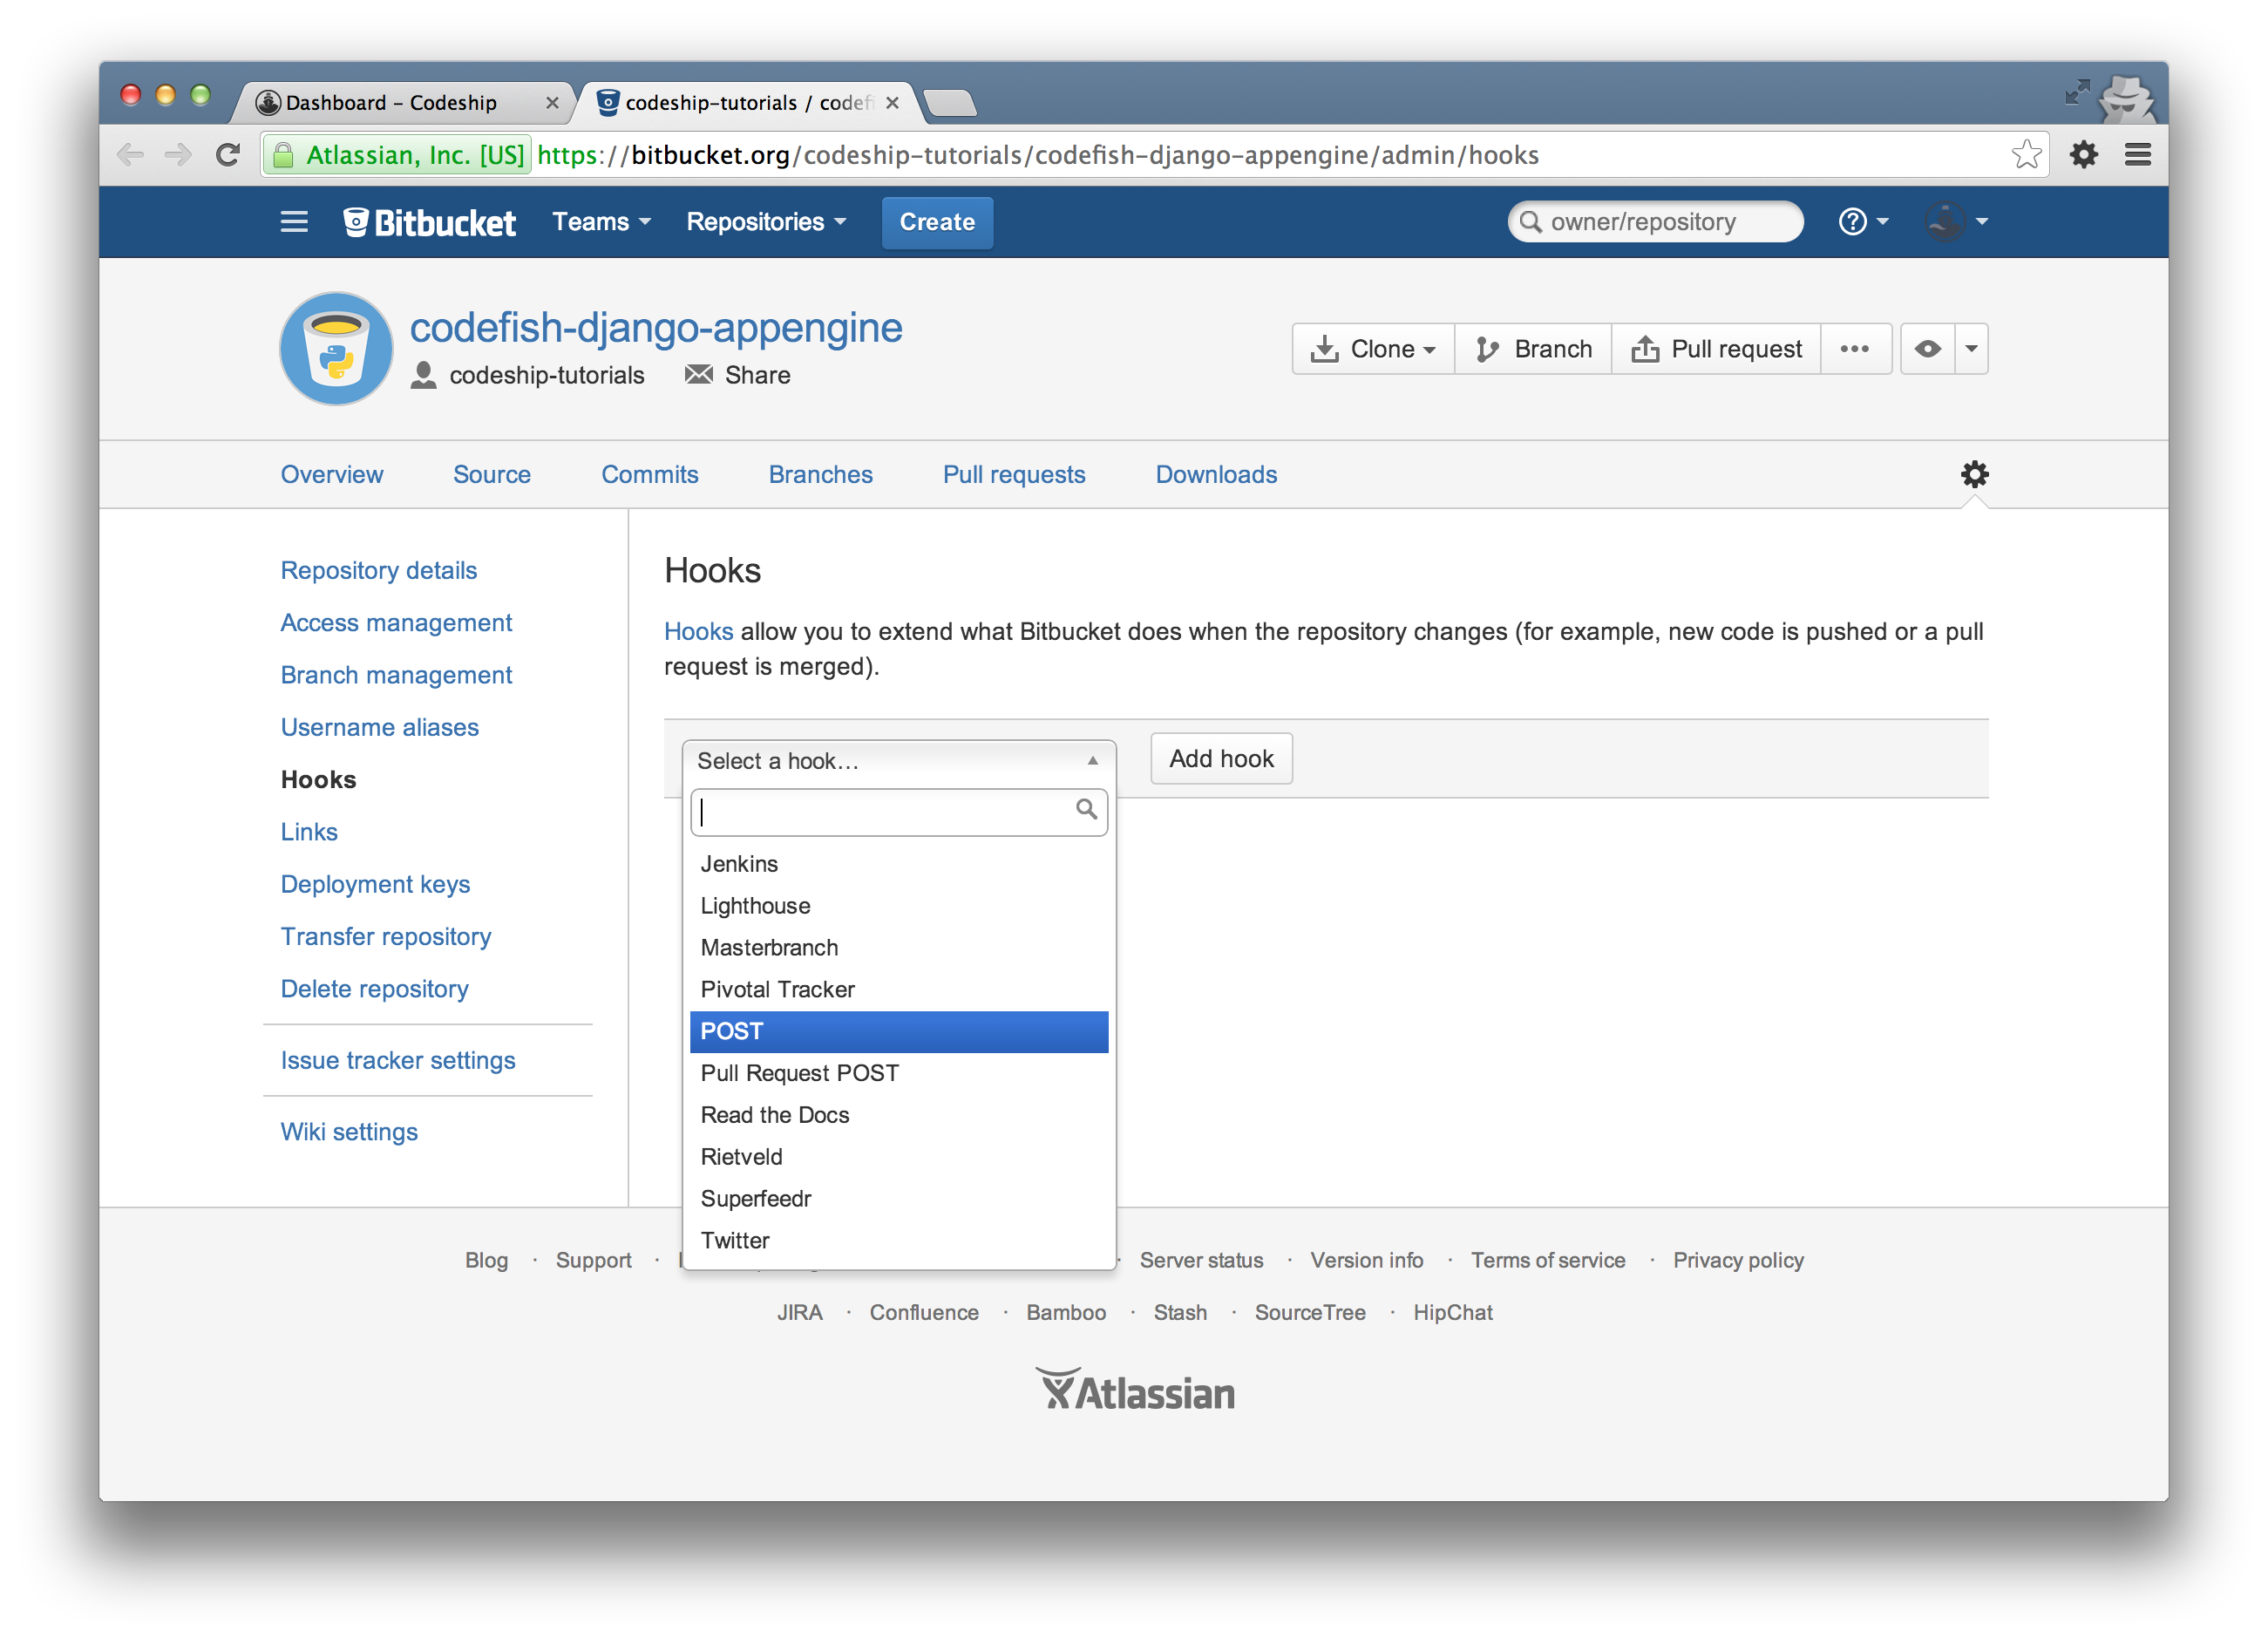 Dashboard – Codeship
codeship-tutorials / codefi
Atlassian, Inc. [US] https://bitbucket.org/codeship-tutorials/codefish-django-appengine/admin/hooks
Bitbucket Teams Repositories Create owner/repository
codefish-django-appengine
codeship-tutorials Share
Clone Branch Pull request
Overview Source Commits Branches Pull requests Downloads
Repository details
Access management
Branch management
Username aliases
Hooks
Links
Deployment keys
Transfer repository
Delete repository
Issue tracker settings
Wiki settings
Hooks
Hooks allow you to extend what Bitbucket does when the repository changes (for example, new code is pushed or a pull
request is merged).
Select a hook… Add hook
Jenkins
Lighthouse
Masterbranch
Pivotal Tracker
POST
Pull Request POST
Read the Docs
Rietveld
Superfeedr
Twitter
Blog · Support · · Server status · Version info · Terms of service · Privacy policy
JIRA · Confluence · Bamboo · Stash · SourceTree · HipChat
Atlassian